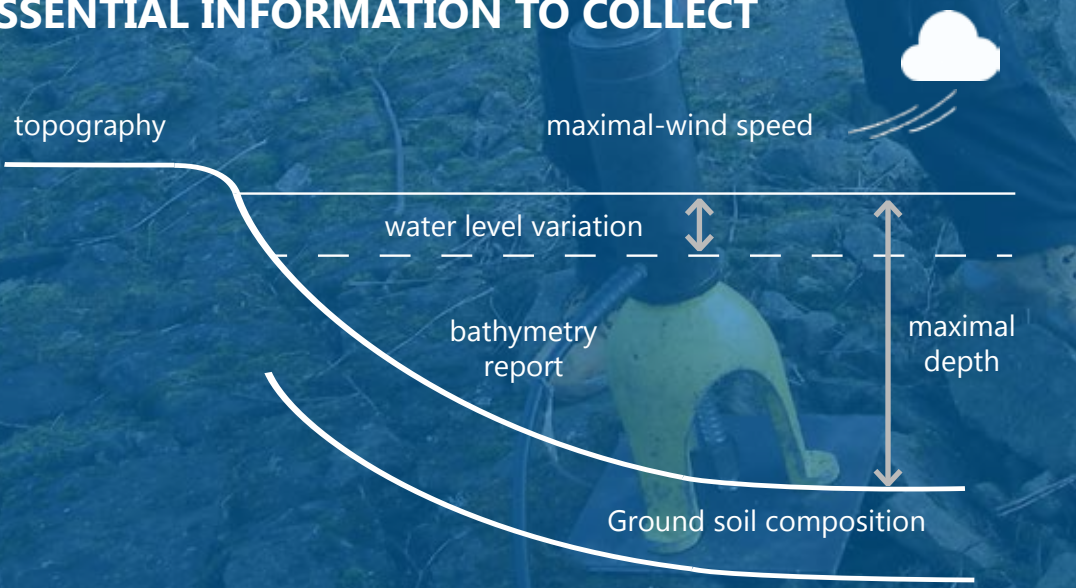 SSENTIAL INFORMATION TO COLLECT
topography
maximal-wind speed
water level variation
bathymetry
report
maximal
depth
Ground soil composition